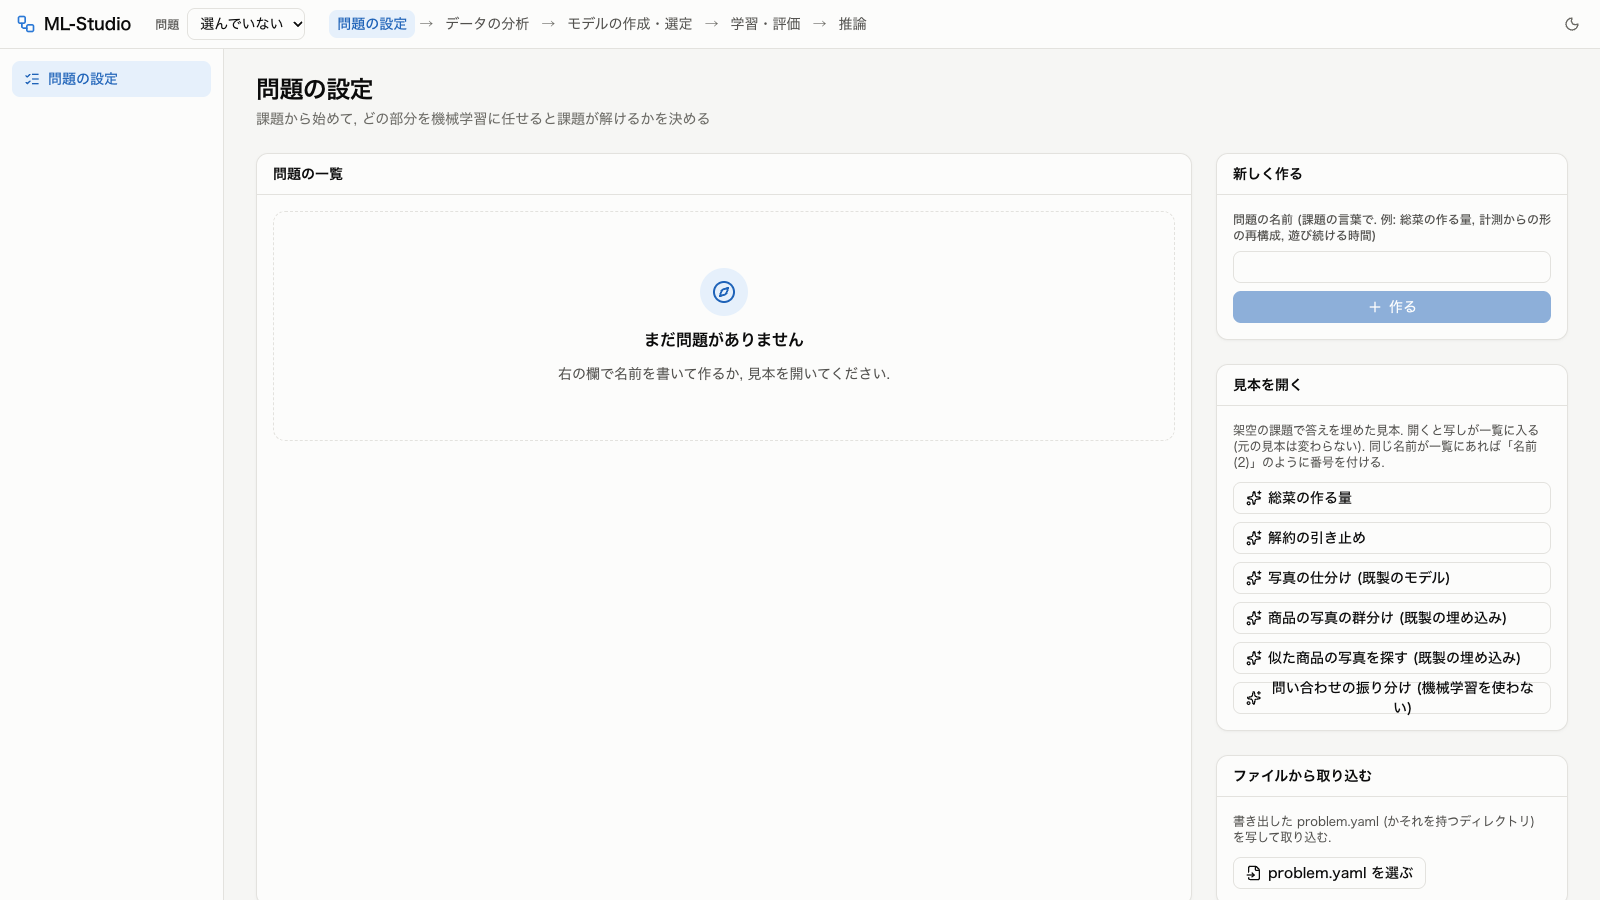 ML-Studio 問題 選んでいない 問題の設定 → データの分析 → モデルの作成・選定 → 学習・評価 → 推論
問題の設定
問題の設定
課題から始めて, どの部分を機械学習に任せると課題が解けるかを決める
問題の一覧
まだ問題がありません
右の欄で名前を書いて作るか, 見本を開いてください.
新しく作る
問題の名前 (課題の言葉で. 例: 総菜の作る量, 計測からの形
の再構成, 遊び続ける時間)
+ 作る
見本を開く
架空の課題で答えを埋めた見本. 開くと写しが一覧に入る
(元の見本は変わらない). 同じ名前が一覧にあれば「名前
(2)」のように番号を付ける.
総菜の作る量
解約の引き止め
写真の仕分け (既製のモデル)
商品の写真の群分け (既製の埋め込み)
似た商品の写真を探す (既製の埋め込み)
問い合わせの振り分け (機械学習を使わな
い)
ファイルから取り込む
書き出した problem.yaml (かそれを持つディレクトリ)
を写して取り込む.
problem.yaml を選ぶ